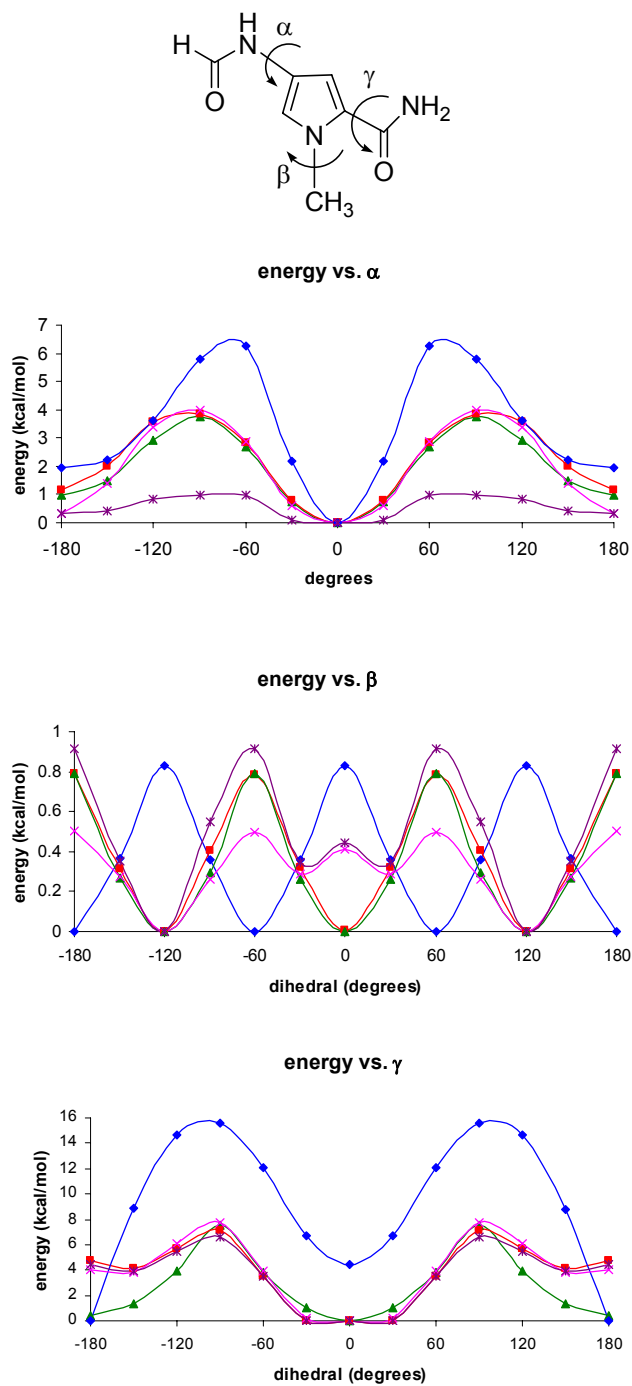 H
H N α
O
γ
NH₂
N
O
β
CH₃
energy vs. α
energy (kcal/mol)
7
6
5
4
3
2
1
0
-180 -120 -60 0 60 120 180
degrees
energy vs. β
energy (kcal/mol)
1
0.8
0.6
0.4
0.2
0
-180 -120 -60 0 60 120 180
dihedral (degrees)
energy vs. γ
energy (kcal/mol)
16
14
12
10
8
6
4
2
0
-180 -120 -60 0 60 120 180
dihedral (degrees)